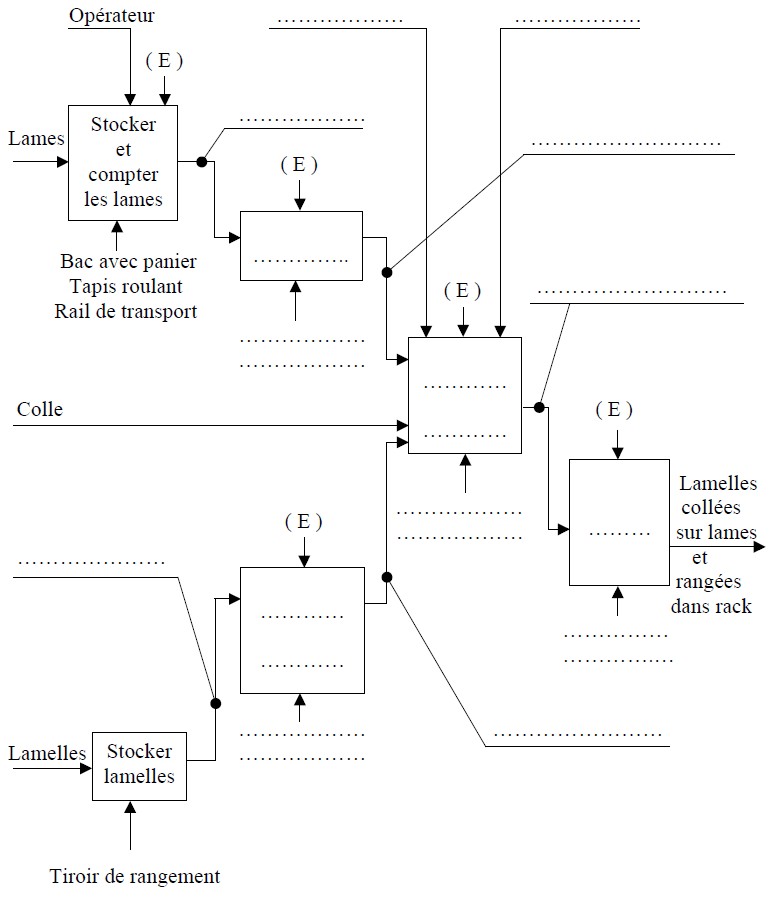 Opérateur
………………
………………
( E )
………………
Stocker
et
compter
les lames
Lames
( E )
………………………
Bac avec panier
Tapis roulant
Rail de transport
………….
( E )
………………………
………………
………………
…………
…………
Colle
( E )
………………
………………
Lamelles
collées
sur lames
et
rangées
dans rack
………
( E )
…………………
…………
…………
……………
……………
………………
………………
……………………
Lamelles
Stocker
lamelles
Tiroir de rangement